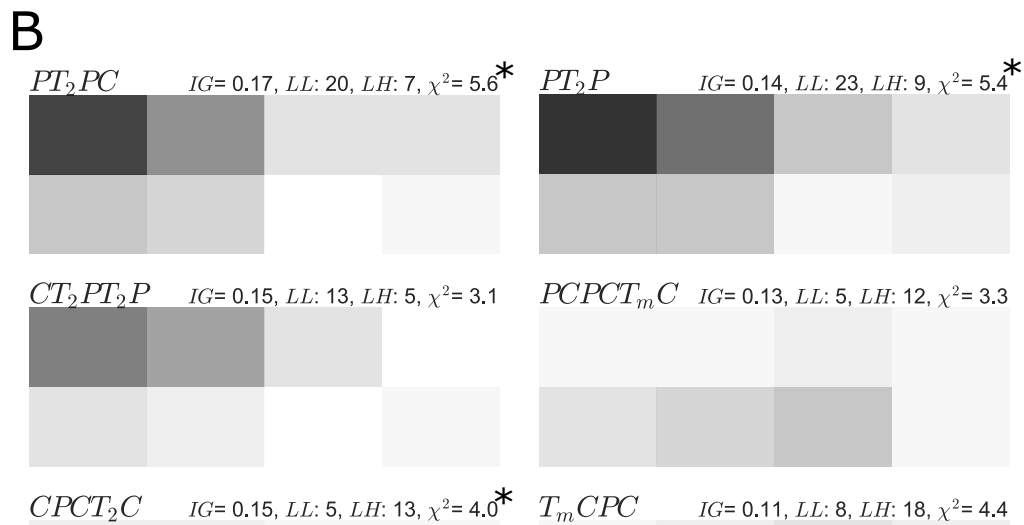 B
PT₂PC IG= 0.17, LL: 20, LH: 7, χ²= 5.6* PT₂P IG= 0.14, LL: 23, LH: 9, χ²= 5.4*
CT₂PT₂P IG= 0.15, LL: 13, LH: 5, χ²= 3.1 PCPCTₘC IG= 0.13, LL: 5, LH: 12, χ²= 3.3
CPCT₂C IG= 0.15, LL: 5, LH: 13, χ²= 4.0* TₘCPC IG= 0.11, LL: 8, LH: 18, χ²= 4.4